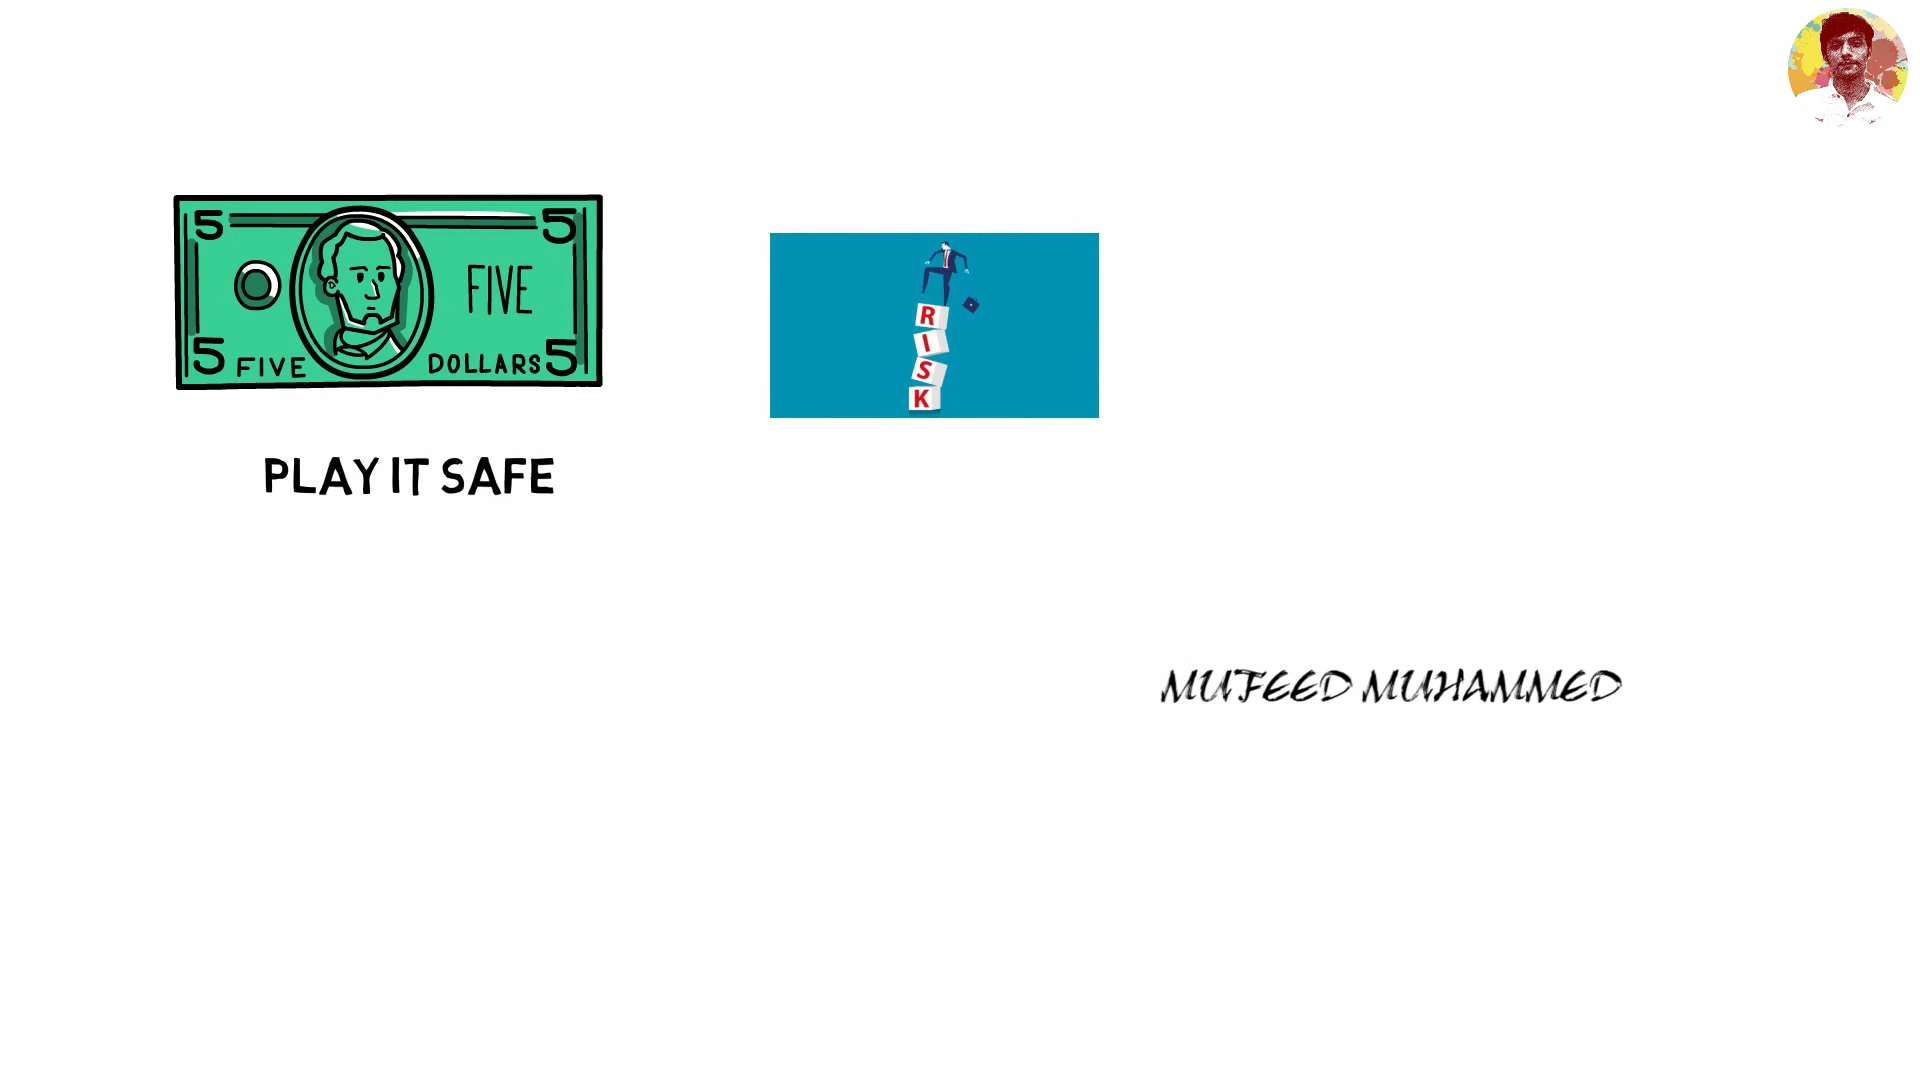 5 5
FIVE
5 FIVE DOLLARS 5
R
I
S
K
PLAY IT SAFE
MUFEED MUHAMMED